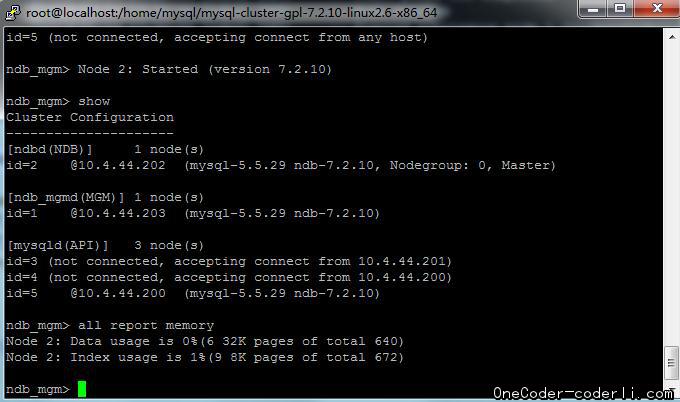 root@localhost:/home/mysql/mysql-cluster-gpl-7.2.10-linux2.6-x86_64
id=5 (not connected, accepting connect from any host)
ndb_mgm> Node 2: Started (version 7.2.10)
ndb_mgm> show
Cluster Configuration
---------------------
[ndbd(NDB)]     1 node(s)
id=2    @10.4.44.202  (mysql-5.5.29 ndb-7.2.10, Nodegroup: 0, Master)
[ndb_mgmd(MGM)] 1 node(s)
id=1    @10.4.44.203  (mysql-5.5.29 ndb-7.2.10)
[mysqld(API)]   3 node(s)
id=3 (not connected, accepting connect from 10.4.44.201)
id=4 (not connected, accepting connect from 10.4.44.200)
id=5    @10.4.44.200  (mysql-5.5.29 ndb-7.2.10)
ndb_mgm> all report memory
Node 2: Data usage is 0%(6 32K pages of total 640)
Node 2: Index usage is 1%(9 8K pages of total 672)
ndb_mgm>
OneCoder-coderli.com